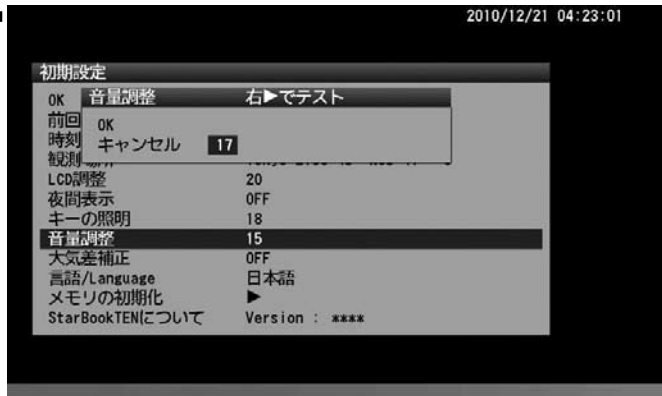 2010/12/21 04:23:01
初期設定
音量調整 右▶でテスト
OK
キャンセル 17
OK
前回
時刻
観測
LCD調整 20
夜間表示 OFF
キーの照明 18
音量調整 15
大気差補正 OFF
言語/Language 日本語
メモリの初期化 ▶
StarBookTENについて Version : ****